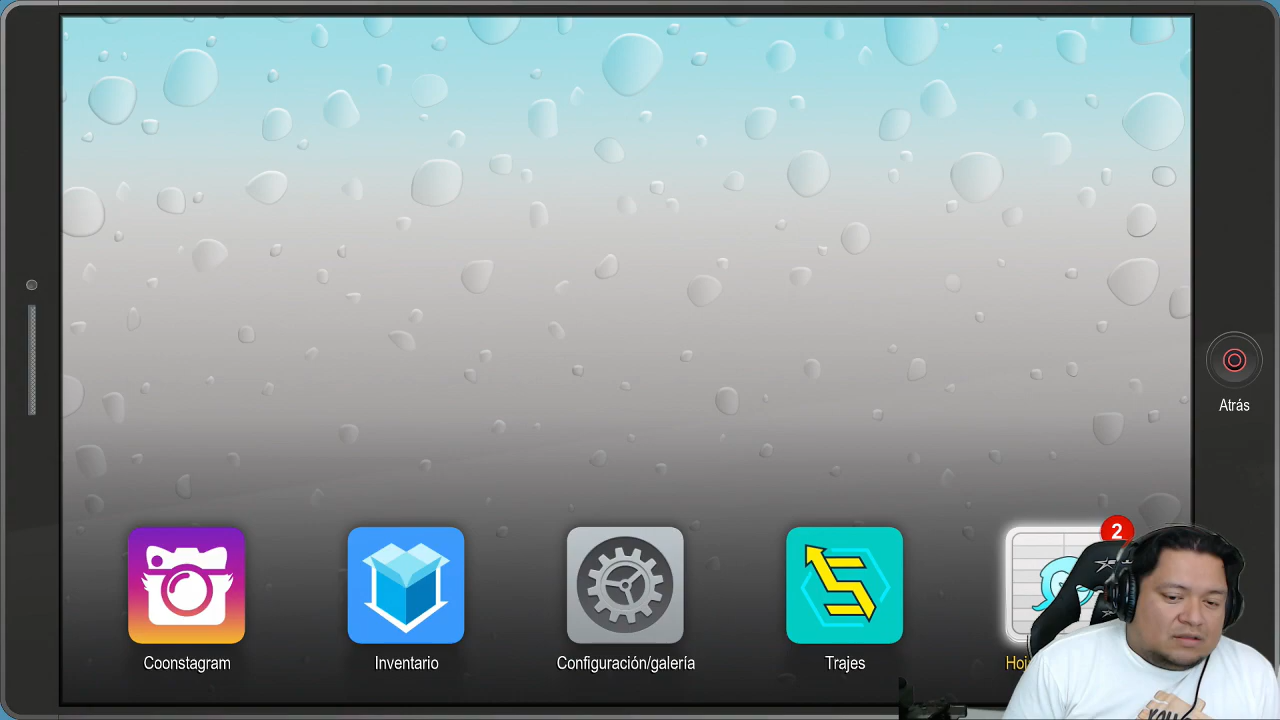 Atrás
2
Coonstagram
Inventario
Configuración/galería
Trajes